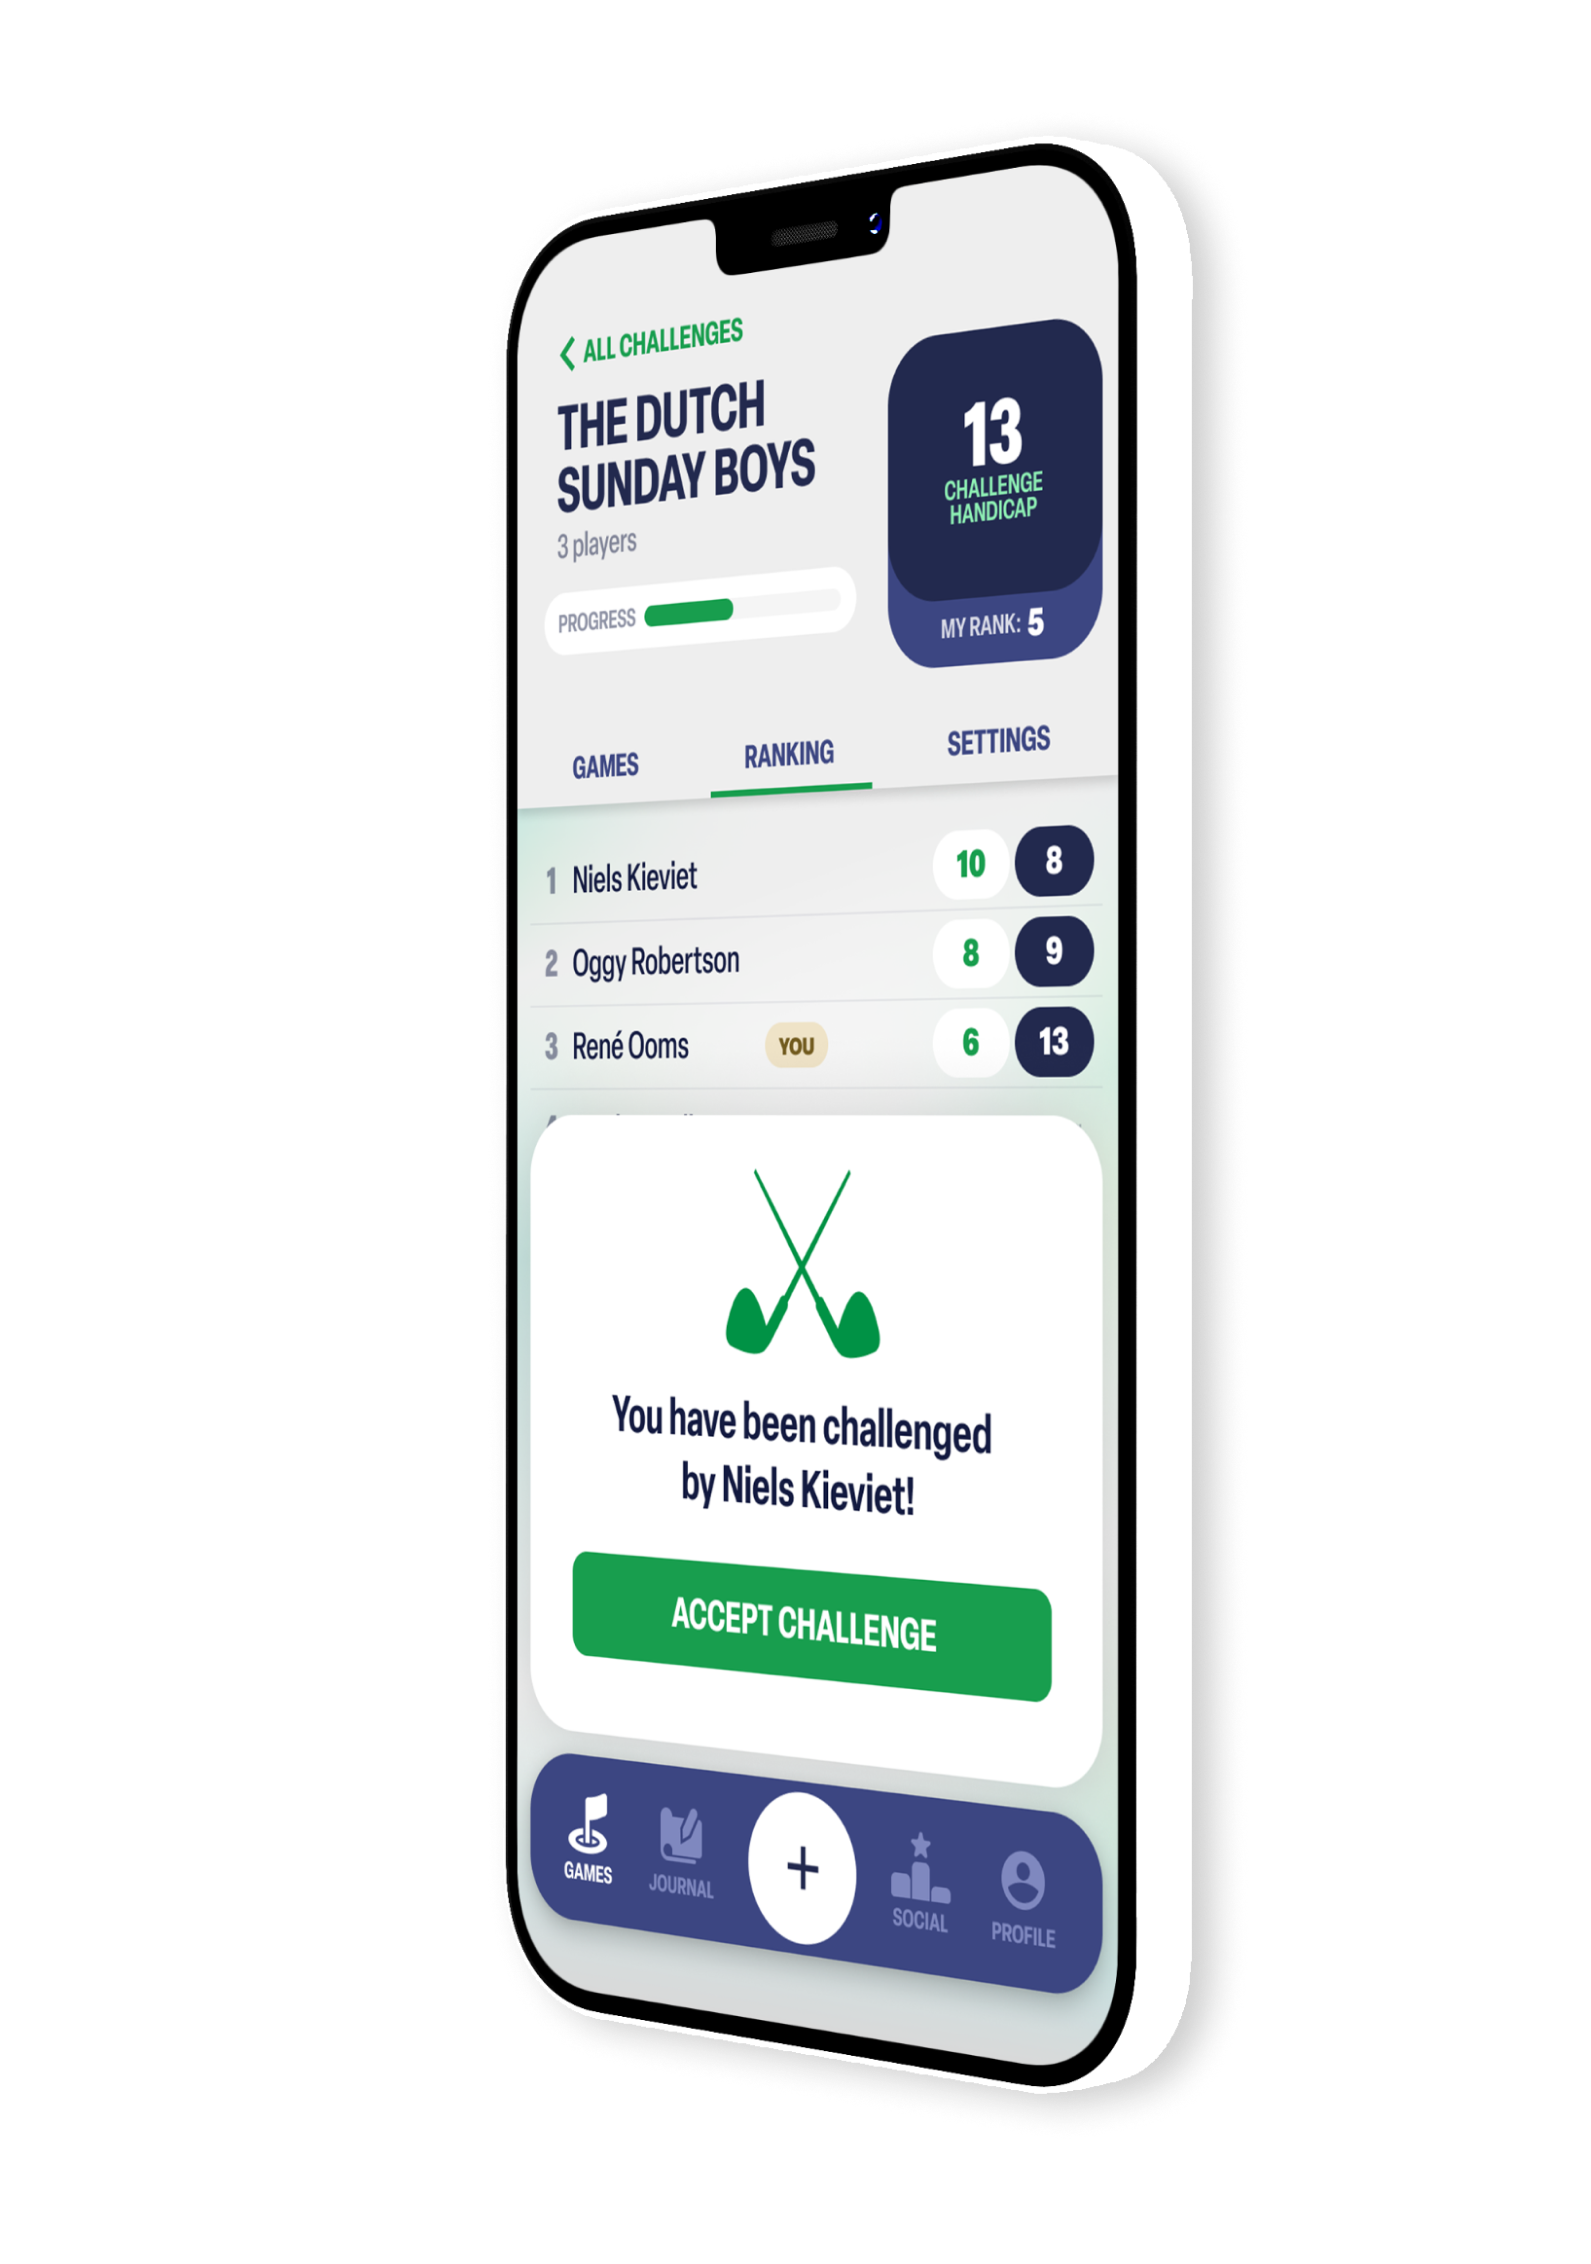 ALL CHALLENGES
THE DUTCH
SUNDAY BOYS
3 players
PROGRESS
13
CHALLENGE
HANDICAP
MY RANK: 5
GAMES RANKING SETTINGS
1 Niels Kieviet 10 8
2 Oggy Robertson 8 9
3 René Ooms YOU 6 13
You have been challenged
by Niels Kieviet!
ACCEPT CHALLENGE
+
GAMES JOURNAL SOCIAL PROFILE